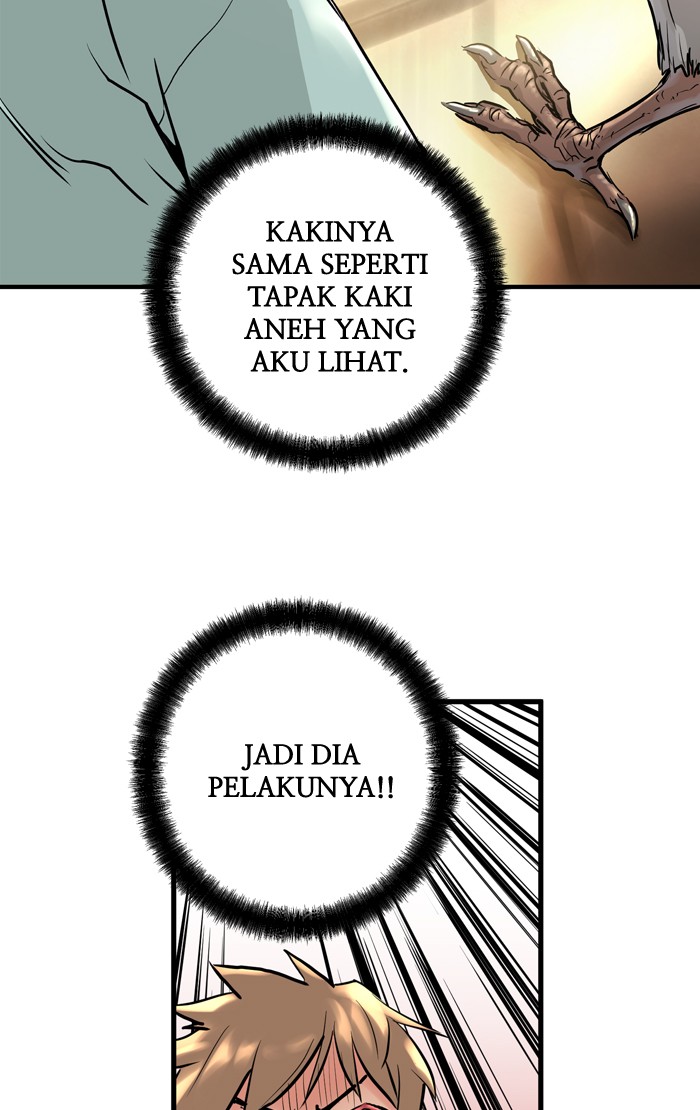 KAKINYA
SAMA SEPERTI
TAPAK KAKI
ANEH YANG
AKU LIHAT.
JADI DIA
PELAKUNYA!!